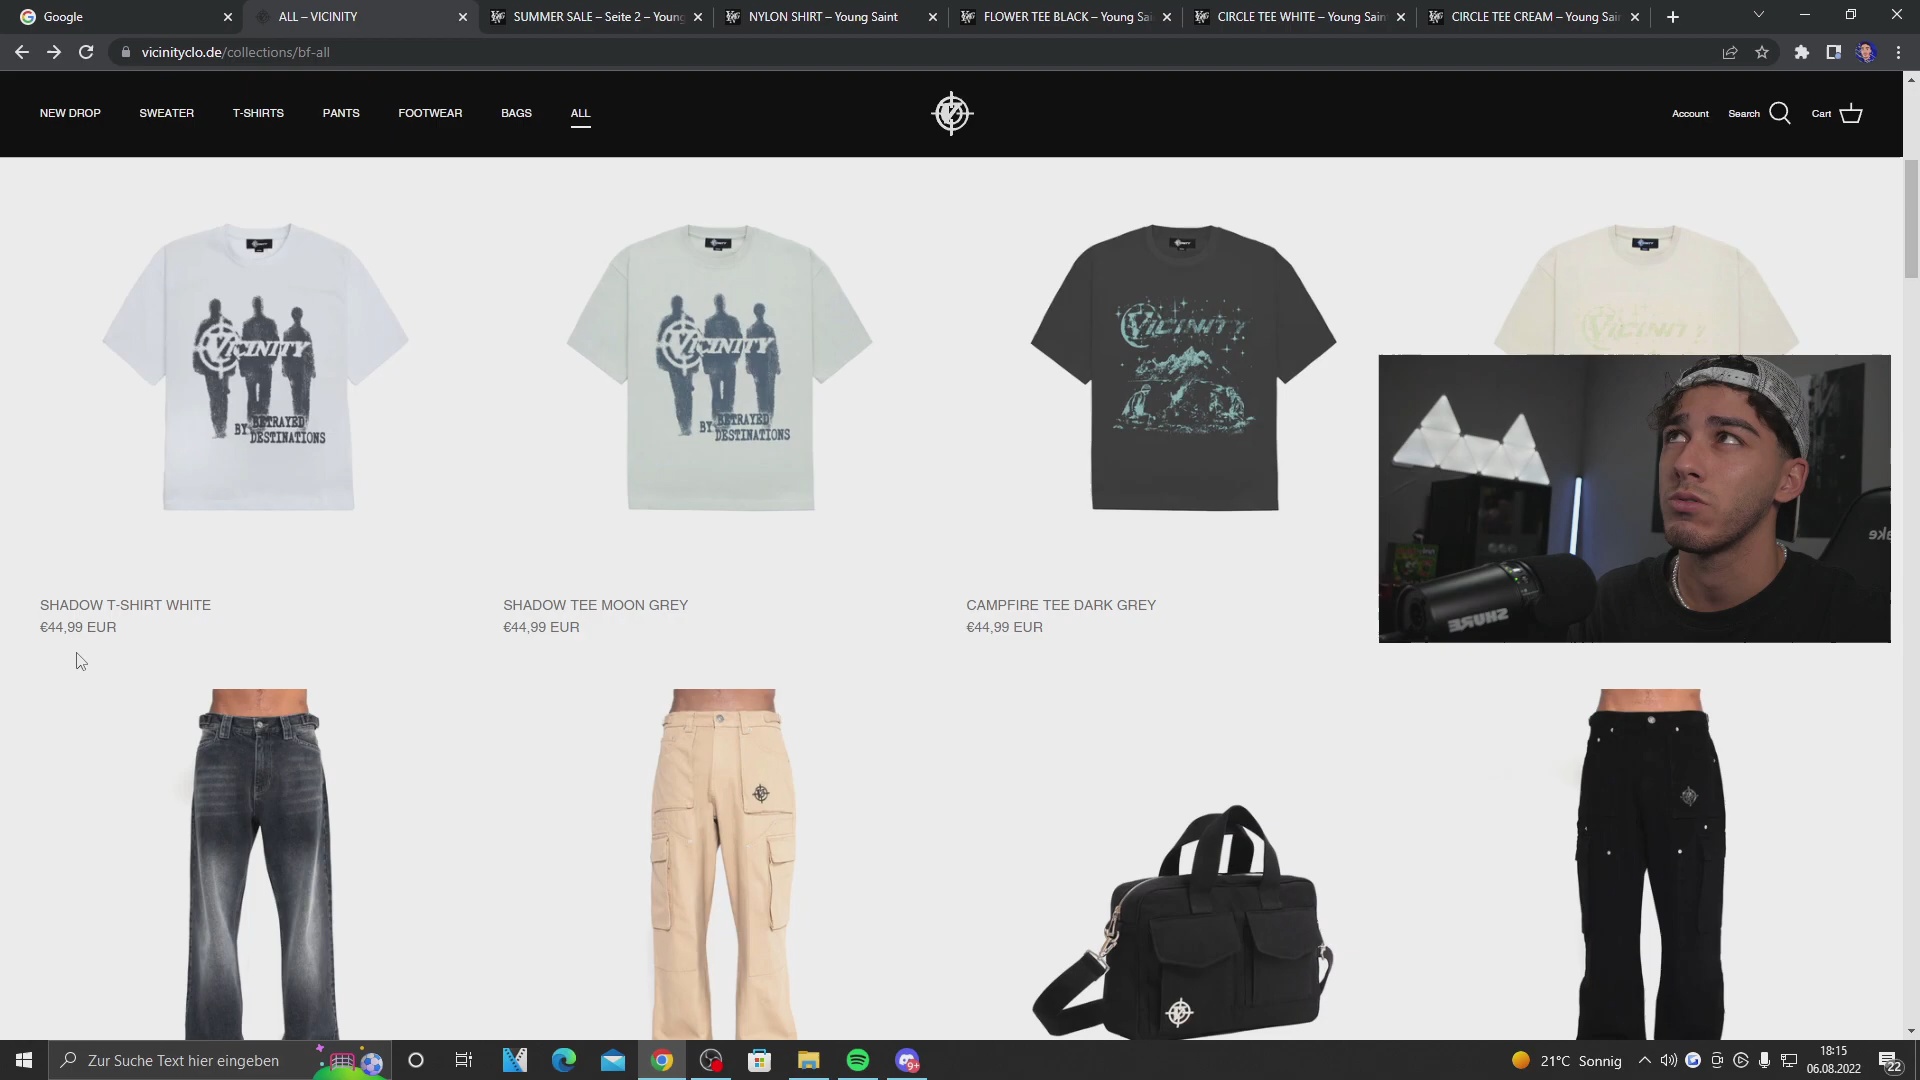 Google
ALL – VICINITY
SUMMER SALE – Seite 2 – Young
NYLON SHIRT – Young Saint
FLOWER TEE BLACK – Young Sai
CIRCLE TEE WHITE – Young Saint
CIRCLE TEE CREAM – Young Sain
vicinityclo.de/collections/bf-all
NEW DROP
SWEATER
T-SHIRTS
PANTS
FOOTWEAR
BAGS
ALL
Account
Search
Cart
VICINITY
BY BETRAYED
DESTINATIONS
VICINITY
BY BETRAYED
DESTINATIONS
VICINITY
VICINITY
SHURE
SHADOW T-SHIRT WHITE
€44,99 EUR
SHADOW TEE MOON GREY
€44,99 EUR
CAMPFIRE TEE DARK GREY
€44,99 EUR
Zur Suche Text hier eingeben
9+
21°C Sonnig
18:15
06.08.2022
22